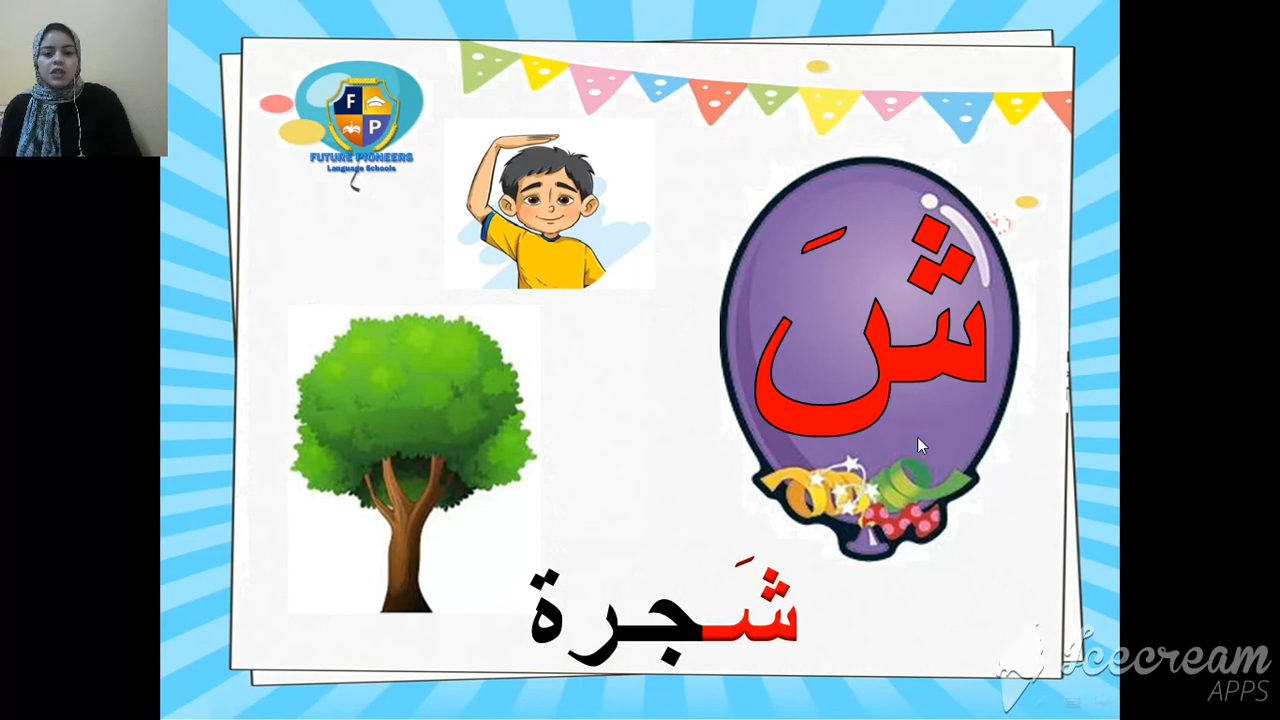 F
P
FUTURE PIONEERS
Language Schools
شَ
شَجرة
Icecream
APPS